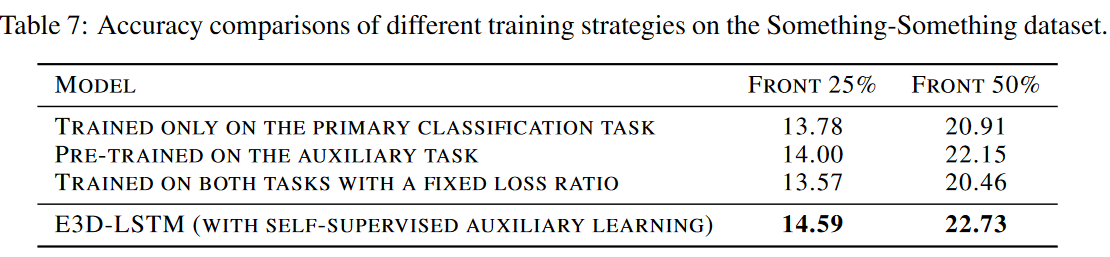 Table 7: Accuracy comparisons of different training strategies on the Something-Something dataset.
MODEL FRONT 25% FRONT 50%
TRAINED ONLY ON THE PRIMARY CLASSIFICATION TASK 13.78 20.91
PRE-TRAINED ON THE AUXILIARY TASK 14.00 22.15
TRAINED ON BOTH TASKS WITH A FIXED LOSS RATIO 13.57 20.46
E3D-LSTM (WITH SELF-SUPERVISED AUXILIARY LEARNING) 14.59 22.73